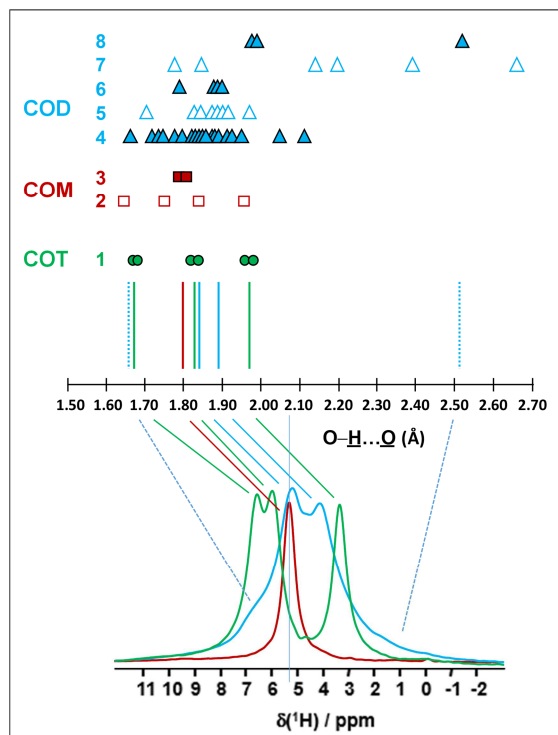 8
7
COD 6
5
4
3
COM
2
COT 1
1.50 1.60 1.70 1.80 1.90 2.00 2.10 2.20 2.30 2.40 2.50 2.60 2.70
O–H...O (Å)
11 10 9 8 7 6 5 4 3 2 1 0 -1 -2
δ(¹H) / ppm